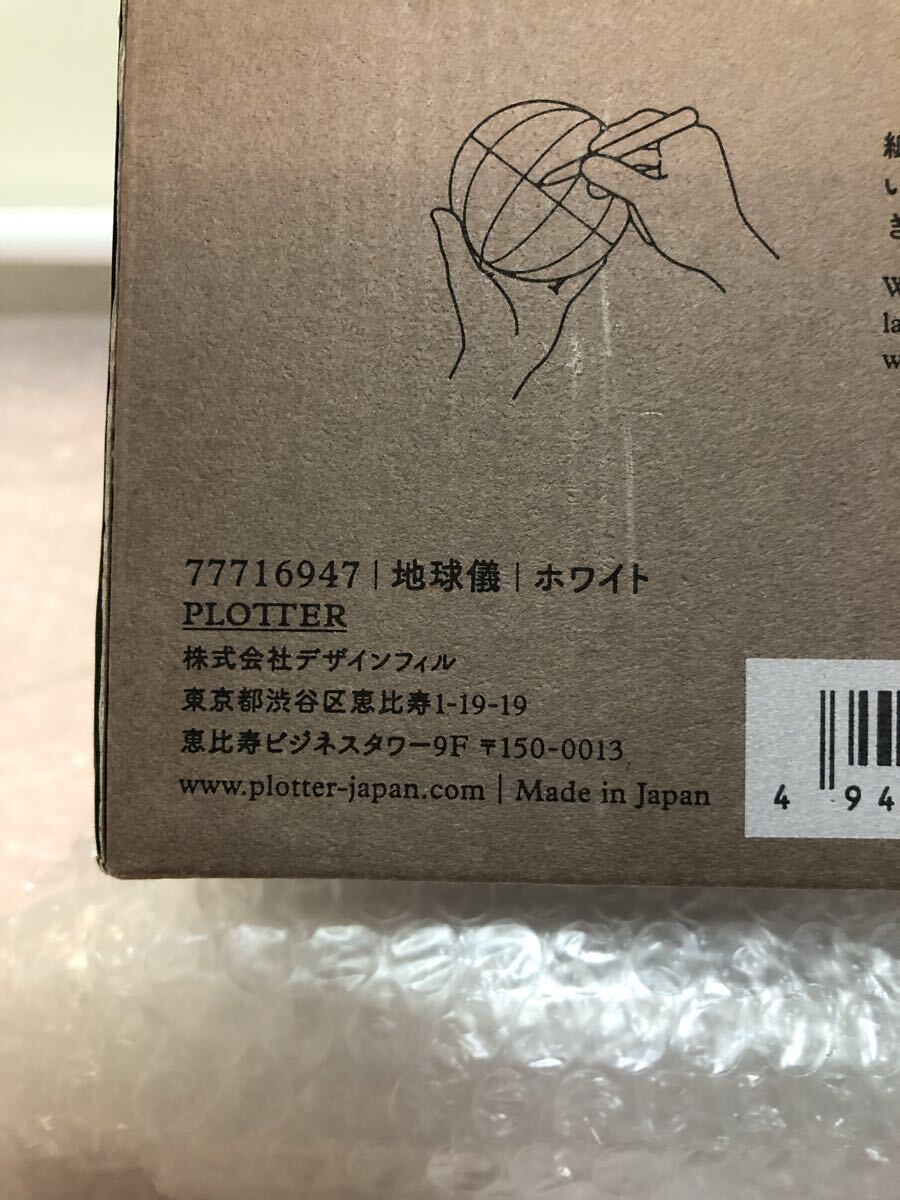 77716947 | 地球儀 | ホワイト
PLOTTER
株式会社デザインフィル
東京都渋谷区恵比寿1-19-19
恵比寿ビジネスタワー9F 〒150-0013
www.plotter-japan.com | Made in Japan
4 94